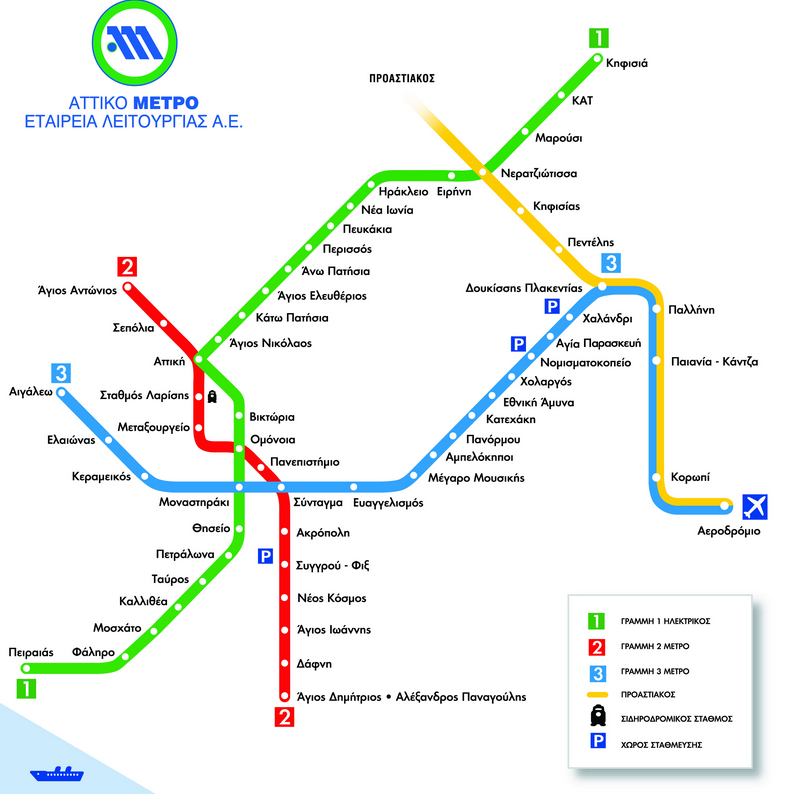 ΑΤΤΙΚΟ ΜΕΤΡΟ
ΕΤΑΙΡΕΙΑ ΛΕΙΤΟΥΡΓΙΑΣ Α.Ε.
ΠΡΟΑΣΤΙΑΚΟΣ
1
Κηφισιά
ΚΑΤ
Μαρούσι
Νερατζιώτισσα
Ηράκλειο
Ειρήνη
Νέα Ιωνία
Κηφισίας
Πευκάκια
Πεντέλης
Περισσός
Άνω Πατήσια
2
3
Άγιος Αντώνιος
Άγιος Ελευθέριος
Δουκίσσης Πλακεντίας
P
Παλλήνη
Σεπόλια
Κάτω Πατήσια
Χαλάνδρι
Άγιος Νικόλαος
P
Αγία Παρασκευή
Αττική
Νομισματοκοπείο
Παιανία - Κάντζα
3
Χολαργός
Αιγάλεω
Σταθμός Λαρίσης
Εθνική Άμυνα
Βικτώρια
Κατεχάκη
Μεταξουργείο
Ελαιώνας
Ομόνοια
Πανόρμου
Πανεπιστήμιο
Αμπελόκηποι
Κεραμεικός
Μέγαρο Μουσικής
Κορωπί
Μοναστηράκι
Σύνταγμα
Ευαγγελισμός
Θησείο
Ακρόπολη
Αεροδρόμιο
Πετράλωνα
P
Συγγρού - Φιξ
Ταύρος
Καλλιθέα
Νέος Κόσμος
Μοσχάτο
Άγιος Ιωάννης
Πειραιάς
Φάληρο
Δάφνη
1
Άγιος Δημήτριος • Αλέξανδρος Παναγούλης
2
1 ΓΡΑΜΜΗ 1 ΗΛΕΚΤΡΙΚΟΣ
2 ΓΡΑΜΜΗ 2 ΜΕΤΡΟ
3 ΓΡΑΜΜΗ 3 ΜΕΤΡΟ
ΠΡΟΑΣΤΙΑΚΟΣ
ΣΙΔΗΡΟΔΡΟΜΙΚΟΣ ΣΤΑΘΜΟΣ
P ΧΩΡΟΣ ΣΤΑΘΜΕΥΣΗΣ